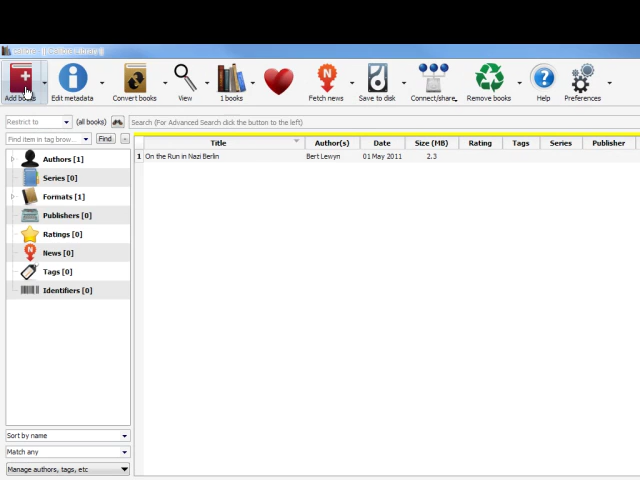 calibre - || Calibre Library ||
Add books Edit metadata Convert books View 1 books Fetch news Save to disk Connect/share Remove books Help Preferences
Restrict to (all books) Search (For Advanced Search click the button to the left)
Find item in tag brow... Find -
Title Author(s) Date Size (MB) Rating Tags Series Publisher
1 On the Run in Nazi Berlin Bert Lewyn 01 May 2011 2.3
Authors [1]
Series [0]
Formats [1]
Publishers [0]
Ratings [0]
News [0]
Tags [0]
Identifiers [0]
Sort by name
Match any
Manage authors, tags, etc